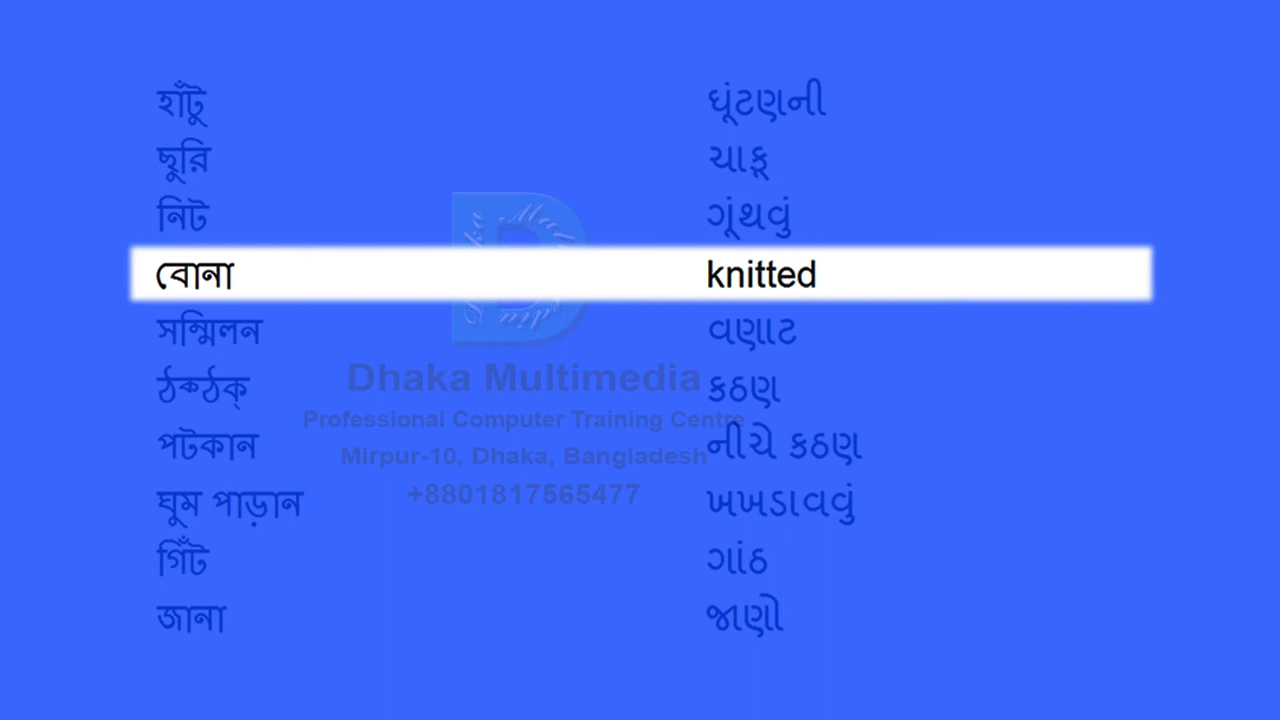 হাঁটু ઘૂંટણની
ছুরি ચાકૂ
নিট ગૂંથવું
বোনা knitted
সন্মিলন વણાટ
ঠক্ঠক্ કઠણ
পটকান નીચે કઠણ
ঘুম পাড়ান ખખડાવવું
গিঁট ગાંઠ
জানা જાણો
Dhaka Multimedia
Professional Computer Training Centre
Mirpur-10, Dhaka, Bangladesh
+8801817565477